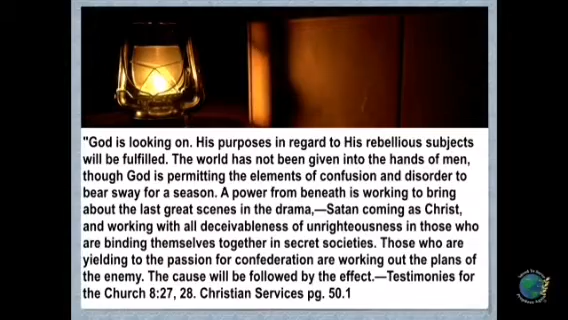 "God is looking on. His purposes in regard to His rebellious subjects
will be fulfilled. The world has not been given into the hands of men,
though God is permitting the elements of confusion and disorder to
bear sway for a season. A power from beneath is working to bring
about the last great scenes in the drama,—Satan coming as Christ,
and working with all deceivableness of unrighteousness in those who
are binding themselves together in secret societies. Those who are
yielding to the passion for confederation are working out the plans of
the enemy. The cause will be followed by the effect.—Testimonies for
the Church 8:27, 28. Christian Services pg. 50.1